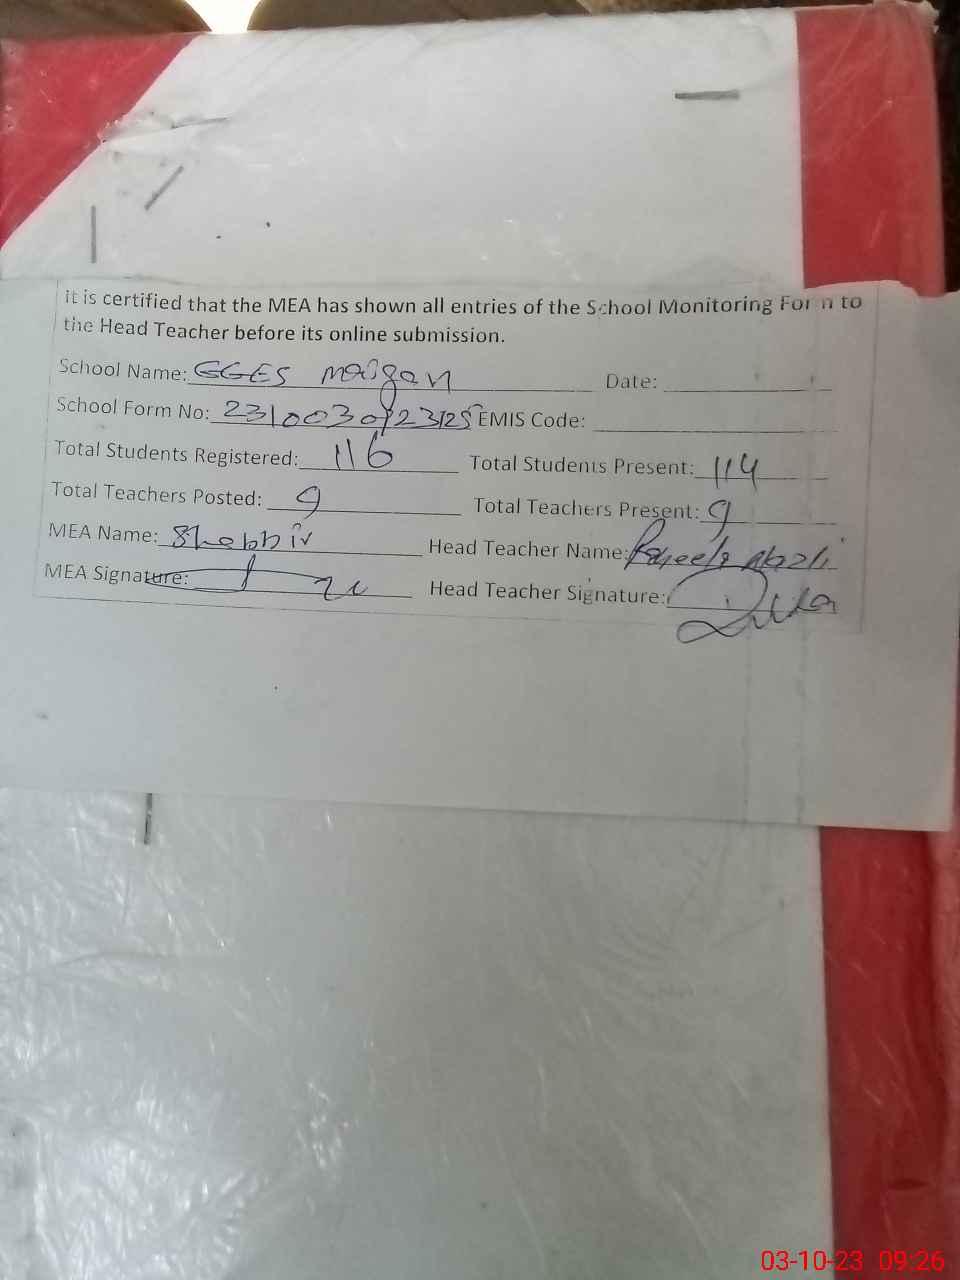 it is certified that the MEA has shown all entries of the School Monitoring Form to
the Head Teacher before its online submission.
School Name: GGES Maigan Date:
School Form No: EMIS Code:
Total Students Registered: 116 Total Students Present: 114
Total Teachers Posted: 9 Total Teachers Present: 9
MEA Name: Shabbir Head Teacher Name:
MEA Signature: Head Teacher Signature:
03-10-23 09:26